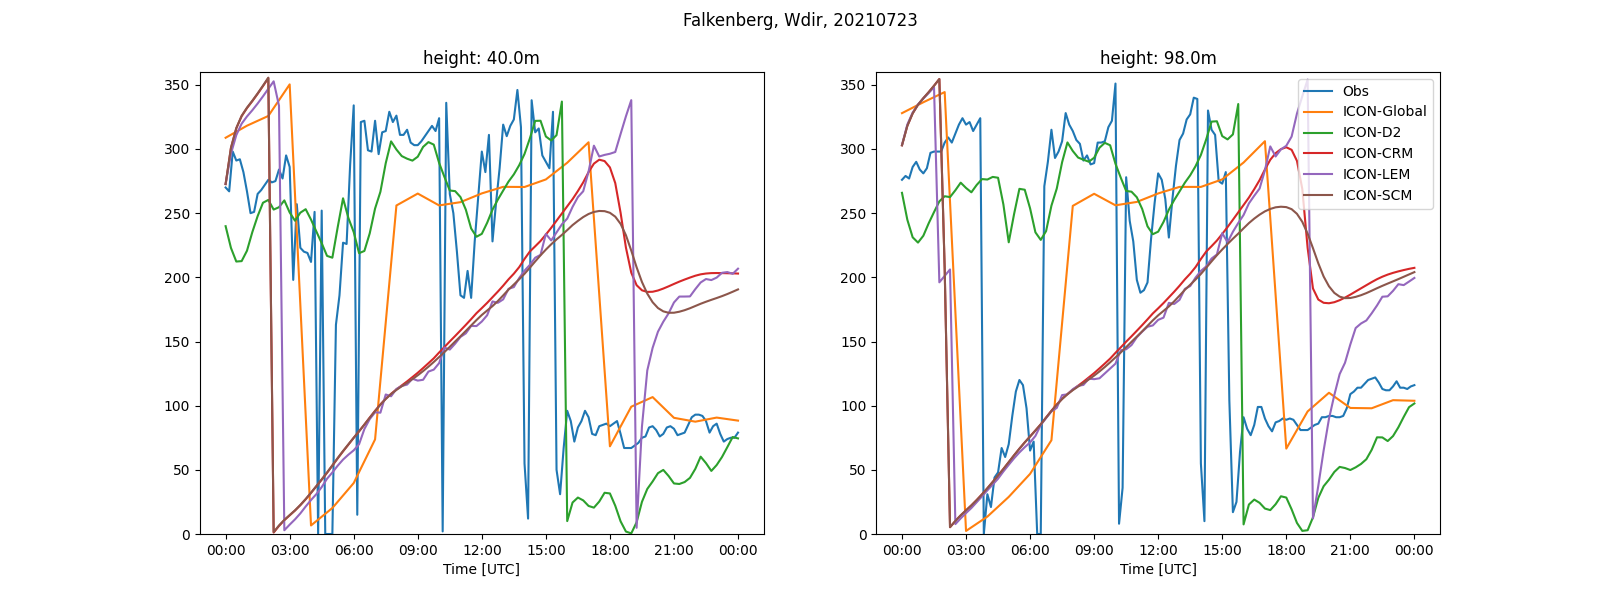 Falkenberg, Wdir, 20210723
height: 40.0m
350
300
250
200
150
100
50
0
00:00 03:00 06:00 09:00 12:00 15:00 18:00 21:00 00:00
Time [UTC]
height: 98.0m
350
300
250
200
150
100
50
0
00:00 03:00 06:00 09:00 12:00 15:00 18:00 21:00 00:00
Time [UTC]
Obs
ICON-Global
ICON-D2
ICON-CRM
ICON-LEM
ICON-SCM